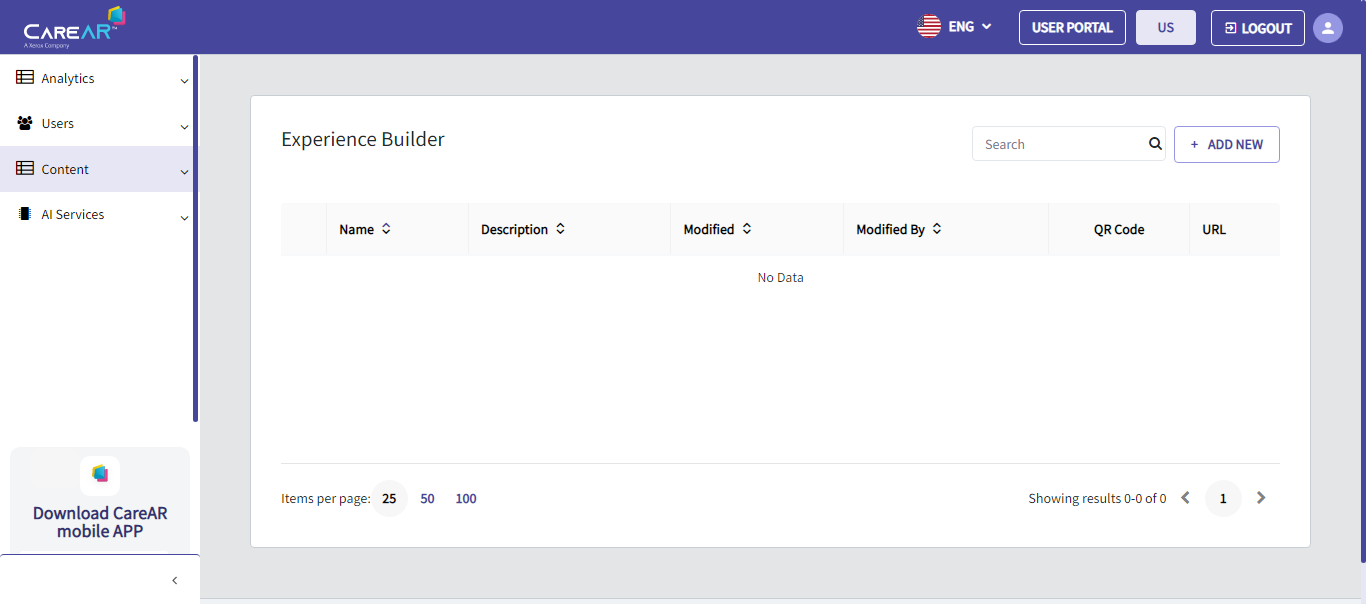 CAREAR™
A Xerox Company
ENG
USER PORTAL
US
LOGOUT
Analytics
Users
Content
AI Services
Download CareAR
mobile APP
Experience Builder
Search
+ ADD NEW
Name
Description
Modified
Modified By
QR Code
URL
No Data
Items per page: 25 50 100
Showing results 0-0 of 0
1